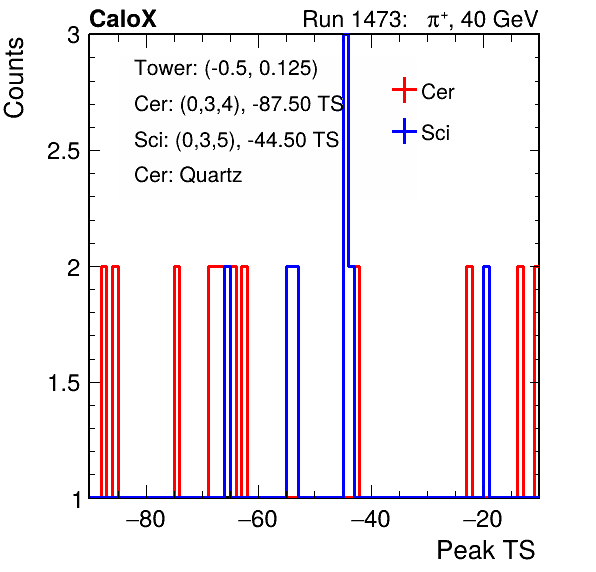 CaloX Run 1473: π⁺, 40 GeV
Counts
3
2.5
2
1.5
1
Tower: (-0.5, 0.125)
Cer: (0,3,4), -87.50 TS
Sci: (0,3,5), -44.50 TS
Cer: Quartz
Cer
Sci
−80 −60 −40 −20
Peak TS